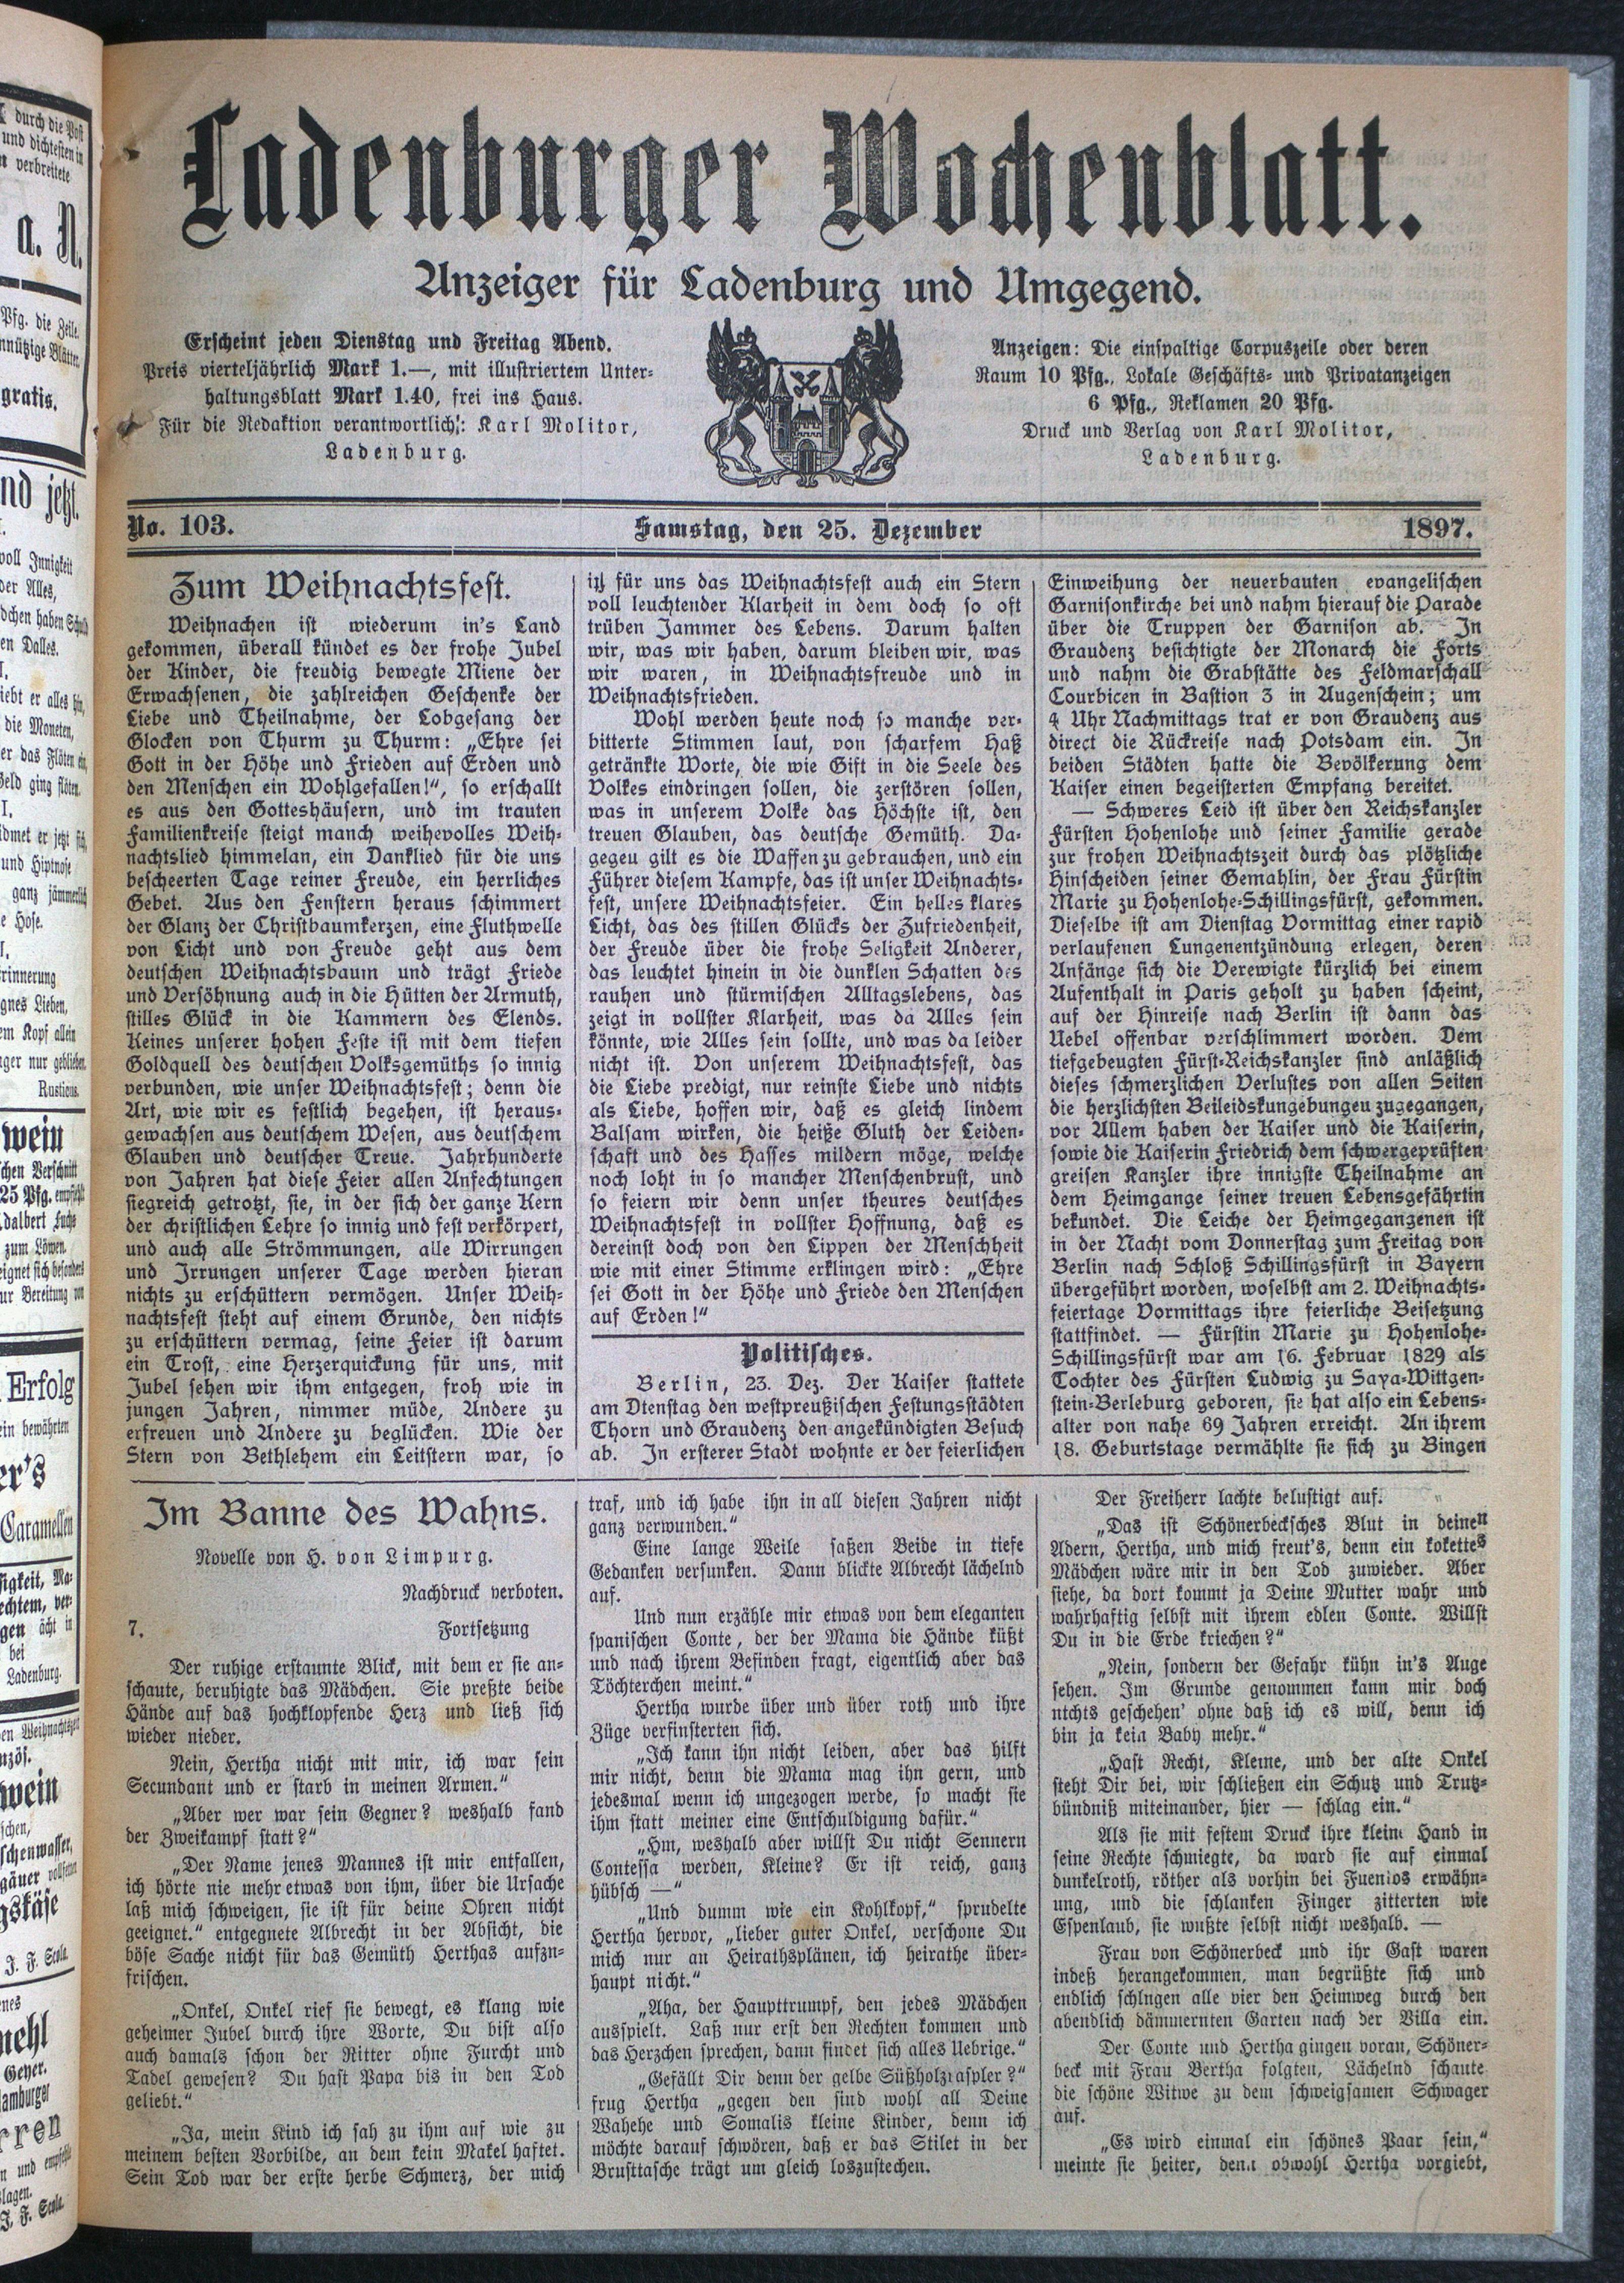 Ladenburger Wochenblatt.
Anzeiger für Ladenburg und Umgegend.
Erscheint jeden Dienstag und Freitag Abend.
Preis vierteljährlich Mark 1.—, mit illustriertem Unter-
haltungsblatt Mark 1.40, frei ins Haus.
Für die Redaktion verantwortlich: Karl Molitor,
Ladenburg.
Anzeigen: Die einspaltige Corpuszeile oder deren
Raum 10 Pfg., Lokale Geschäfts- und Privatanzeigen
6 Pfg., Reklamen 20 Pfg.
Druck und Verlag von Karl Molitor,
Ladenburg.
No. 103. Samstag, den 25. Dezember 1897.
Zum Weihnachtsfest.
Weihnachen ist wiederum in's Land
gekommen, überall kündet es der frohe Jubel
der Kinder, die freudig bewegte Miene der
Erwachsenen, die zahlreichen Geschenke der
Liebe und Theilnahme, der Lobgesang der
Glocken von Thurm zu Thurm: „Ehre sei
Gott in der Höhe und Frieden auf Erden und
den Menschen ein Wohlgefallen!“, so erschallt
es aus den Gotteshäusern, und im trauten
Familienkreise steigt manch weihevolles Weih-
nachtslied himmelan, ein Danklied für die uns
bescheerten Tage reiner Freude, ein herrliches
Gebet. Aus den Fenstern heraus schimmert
der Glanz der Christbaumkerzen, eine Fluthwelle
von Licht und von Freude geht aus dem
deutschen Weihnachtsbaum und trägt Friede
und Versöhnung auch in die Hütten der Armuth,
stilles Glück in die Kammern des Elends.
Keines unserer hohen Feste ist mit dem tiefen
Goldquell des deutschen Volksgemüths so innig
verbunden, wie unser Weihnachtsfest; denn die
Art, wie wir es festlich begehen, ist heraus-
gewachsen aus deutschem Wesen, aus deutschem
Glauben und deutscher Treue. Jahrhunderte
von Jahren hat diese Feier allen Anfechtungen
siegreich getrotzt, sie, in der sich der ganze Kern
der christlichen Lehre so innig und fest verkörpert,
und auch alle Strömmungen, alle Wirrungen
und Irrungen unserer Tage werden hieran
nichts zu erschüttern vermögen. Unser Weih-
nachtsfest steht auf einem Grunde, den nichts
zu erschüttern vermag, seine Feier ist darum
ein Trost, eine Herzerquickung für uns, mit
Jubel sehen wir ihm entgegen, froh wie in
jungen Jahren, nimmer müde, Andere zu
erfreuen und Andere zu beglücken. Wie der
Stern von Bethlehem ein Leitstern war, so
ist für uns das Weihnachtsfest auch ein Stern
voll leuchtender Klarheit in dem doch so oft
trüben Jammer des Lebens. Darum halten
wir, was wir haben, darum bleiben wir, was
wir waren, in Weihnachtsfreude und in
Weihnachtsfrieden.
Wohl werden heute noch so manche ver-
bitterte Stimmen laut, von scharfem Haß
getränkte Worte, die wie Gift in die Seele des
Volkes eindringen sollen, die zerstören sollen,
was in unserem Volke das Höchste ist, den
treuen Glauben, das deutsche Gemüth. Da-
gegeu gilt es die Waffen zu gebrauchen, und ein
Führer diesem Kampfe, das ist unser Weihnachts-
fest, unsere Weihnachtsfeier. Ein helles klares
Licht, das des stillen Glücks der Zufriedenheit,
der Freude über die frohe Seligkeit Anderer,
das leuchtet hinein in die dunklen Schatten des
rauhen und stürmischen Alltagslebens, das
zeigt in vollster Klarheit, was da Alles sein
könnte, wie Alles sein sollte, und was da leider
nicht ist. Von unserem Weihnachtsfest, das
die Liebe predigt, nur reinste Liebe und nichts
als Liebe, hoffen wir, daß es gleich lindem
Balsam wirken, die heiße Gluth der Leiden-
schaft und des Hasses mildern möge, welche
noch loht in so mancher Menschenbrust, und
so feiern wir denn unser theures deutsches
Weihnachtsfest in vollster Hoffnung, daß es
dereinst doch von den Lippen der Menschheit
wie mit einer Stimme erklingen wird: „Ehre
sei Gott in der Höhe und Friede den Menschen
auf Erden!“
Politisches.
Berlin, 23. Dez. Der Kaiser stattete
am Dienstag den westpreußischen Festungsstädten
Thorn und Graudenz den angekündigten Besuch
ab. In ersterer Stadt wohnte er der feierlichen
Einweihung der neuerbauten evangelischen
Garnisonkirche bei und nahm hierauf die Parade
über die Truppen der Garnison ab. In
Graudenz besichtigte der Monarch die Forts
und nahm die Grabstätte des Feldmarschall
Courbicen in Bastion 3 in Augenschein; um
4 Uhr Nachmittags trat er von Graudenz aus
direct die Rückreise nach Potsdam ein. In
beiden Städten hatte die Bevölkerung dem
Kaiser einen begeisterten Empfang bereitet.
— Schweres Leid ist über den Reichskanzler
Fürsten Hohenlohe und seiner Familie gerade
zur frohen Weihnachtszeit durch das plötzliche
Hinscheiden seiner Gemahlin, der Frau Fürstin
Marie zu Hohenlohe-Schillingsfürst, gekommen.
Dieselbe ist am Dienstag Vormittag einer rapid
verlaufenen Lungenentzündung erlegen, deren
Anfänge sich die Verewigte kürzlich bei einem
Aufenthalt in Paris geholt zu haben scheint,
auf der Hinreise nach Berlin ist dann das
Uebel offenbar verschlimmert worden. Dem
tiefgebeugten Fürst-Reichskanzler sind anläßlich
dieses schmerzlichen Verlustes von allen Seiten
die herzlichsten Beileidskungebungeu zugegangen,
vor Allem haben der Kaiser und die Kaiserin,
sowie die Kaiserin Friedrich dem schwergeprüften
greisen Kanzler ihre innigste Theilnahme an
dem Heimgange seiner treuen Lebensgefährtin
bekundet. Die Leiche der Heimgegangenen ist
in der Nacht vom Donnerstag zum Freitag von
Berlin nach Schloß Schillingsfürst in Bayern
übergeführt worden, woselbst am 2. Weihnachts-
feiertage Vormittags ihre feierliche Beisetzung
stattfindet. — Fürstin Marie zu Hohenlohe-
Schillingsfürst war am 16. Februar 1829 als
Tochter des Fürsten Ludwig zu Saya-Wittgen-
stein-Berleburg geboren, sie hat also ein Lebens-
alter von nahe 69 Jahren erreicht. An ihrem
18. Geburtstage vermählte sie sich zu Bingen
Im Banne des Wahns.
Novelle von H. von Limpurg.
Nachdruck verboten.
7. Fortsetzung
Der ruhige erstaunte Blick, mit dem er sie an-
schaute, beruhigte das Mädchen. Sie preßte beide
Hände auf das hochklopfende Herz und ließ sich
wieder nieder.
Nein, Hertha nicht mit mir, ich war sein
Secundant und er starb in meinen Armen.“
„Aber wer war sein Gegner? weshalb fand
der Zweikampf statt?“
„Der Name jenes Mannes ist mir entfallen,
ich hörte nie mehr etwas von ihm, über die Ursache
laß mich schweigen, sie ist für deine Ohren nicht
geeignet.“ entgegnete Albrecht in der Absicht, die
böse Sache nicht für das Gemüth Herthas aufzn-
frischen.
„Onkel, Onkel rief sie bewegt, es klang wie
geheimer Jubel durch ihre Worte, Du bist also
auch damals schon der Ritter ohne Furcht und
Tadel gewesen? Du hast Papa bis in den Tod
geliebt.“
„Ja, mein Kind ich sah zu ihm auf wie zu
meinem besten Vorbilde, an dem kein Makel haftet.
Sein Tod war der erste herbe Schmerz, der mich
traf, und ich habe ihn in all diesen Jahren nicht
ganz verwunden.“
Eine lange Weile saßen Beide in tiefe
Gedanken versunken. Dann blickte Albrecht lächelnd
auf.
Und nun erzähle mir etwas von dem eleganten
spanischen Conte, der der Mama die Hände küßt
und nach ihrem Befinden fragt, eigentlich aber das
Töchterchen meint.“
Hertha wurde über und über roth und ihre
Züge verfinsterten sich.
„Ich kann ihn nicht leiden, aber das hilft
mir nicht, denn die Mama mag ihn gern, und
jedesmal wenn ich ungezogen werde, so macht sie
ihm statt meiner eine Entschuldigung dafür.“
„Hm, weshalb aber willst Du nicht Sennern
Contessa werden, Kleine? Er ist reich, ganz
hübsch —“
„Und dumm wie ein Kohlkopf,“ sprudelte
Hertha hervor, „lieber guter Onkel, verschone Du
mich nur an Heirathsplänen, ich heirathe über-
haupt nicht.“
„Aha, der Haupttrumpf, den jedes Mädchen
ausspielt. Laß nur erst den Rechten kommen und
das Herzchen sprechen, dann findet sich alles Uebrige.“
„Gefällt Dir denn der gelbe Süßholzraspler?“
frug Hertha „gegen den sind wohl all Deine
Wahehe und Somalis kleine Kinder, denn ich
möchte darauf schwören, daß er das Stilet in der
Brusttasche trägt um gleich loszustechen.
Der Freiherr lachte belustigt auf.
„Das ist Schönerbecksches Blut in deinen
Adern, Hertha, und mich freut's, denn ein kokettes
Mädchen wäre mir in den Tod zuwieder. Aber
siehe, da dort kommt ja Deine Mutter wahr und
wahrhaftig selbst mit ihrem edlen Conte. Willst
Du in die Erde kriechen?“
„Nein, sondern der Gefahr kühn in's Auge
sehen. Im Grunde genommen kann mir doch
nichts geschehen' ohne daß ich es will, denn ich
bin ja kein Baby mehr.“
„Hast Recht, Kleine, und der alte Onkel
steht Dir bei, wir schließen ein Schutz und Trutz-
bündniß miteinander, hier — schlag ein.“
Als sie mit festem Druck ihre kleine Hand in
seine Rechte schmiegte, da ward sie auf einmal
dunkelroth, röther als vorhin bei Fuenios erwähn-
ung, und die schlanken Finger zitterten wie
Espenlaub, sie wußte selbst nicht weshalb. —
Frau von Schönerbeck und ihr Gast waren
indeß herangekommen, man begrüßte sich und
endlich schlngen alle vier den Heimweg durch den
abendlich dämmernten Garten nach der Villa ein.
Der Conte und Hertha gingen voran, Schöner-
beck mit Frau Bertha folgten, Lächelnd schaute
die schöne Witwe zu dem schweigsamen Schwager
auf.
„Es wird einmal ein schönes Paar sein,“
meinte sie heiter, denn obwohl Hertha vorgiebt,